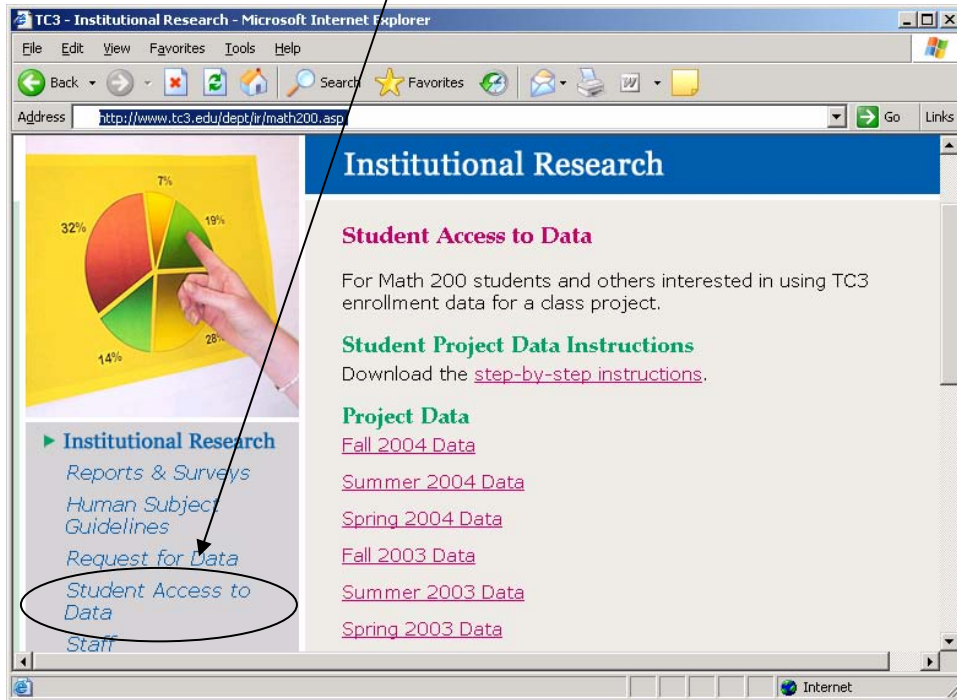 TC3 - Institutional Research - Microsoft Internet Explorer
File Edit View Favorites Tools Help
Back Search Favorites
Address http://www.tc3.edu/dept/ir/math200.asp Go Links
7%
19%
32%
28%
14%
Institutional Research
Reports & Surveys
Human Subject
Guidelines
Request for Data
Student Access to
Data
Staff
Institutional Research
Student Access to Data
For Math 200 students and others interested in using TC3
enrollment data for a class project.
Student Project Data Instructions
Download the step-by-step instructions.
Project Data
Fall 2004 Data
Summer 2004 Data
Spring 2004 Data
Fall 2003 Data
Summer 2003 Data
Spring 2003 Data
Internet